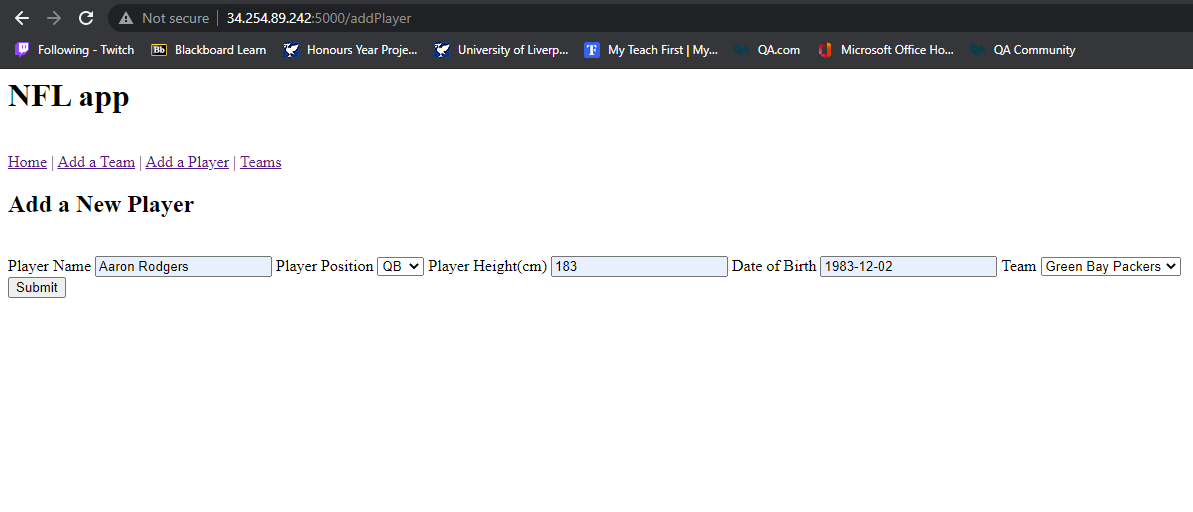 Not secure | 34.254.89.242:5000/addPlayer
Following - Twitch Bb Blackboard Learn Honours Year Proje... University of Liverp... T My Teach First | My... QA QA.com Microsoft Office Ho... QA QA Community
NFL app
Home | Add a Team | Add a Player | Teams
Add a New Player
Player Name Aaron Rodgers Player Position QB Player Height(cm) 183 Date of Birth 1983-12-02 Team Green Bay Packers
Submit